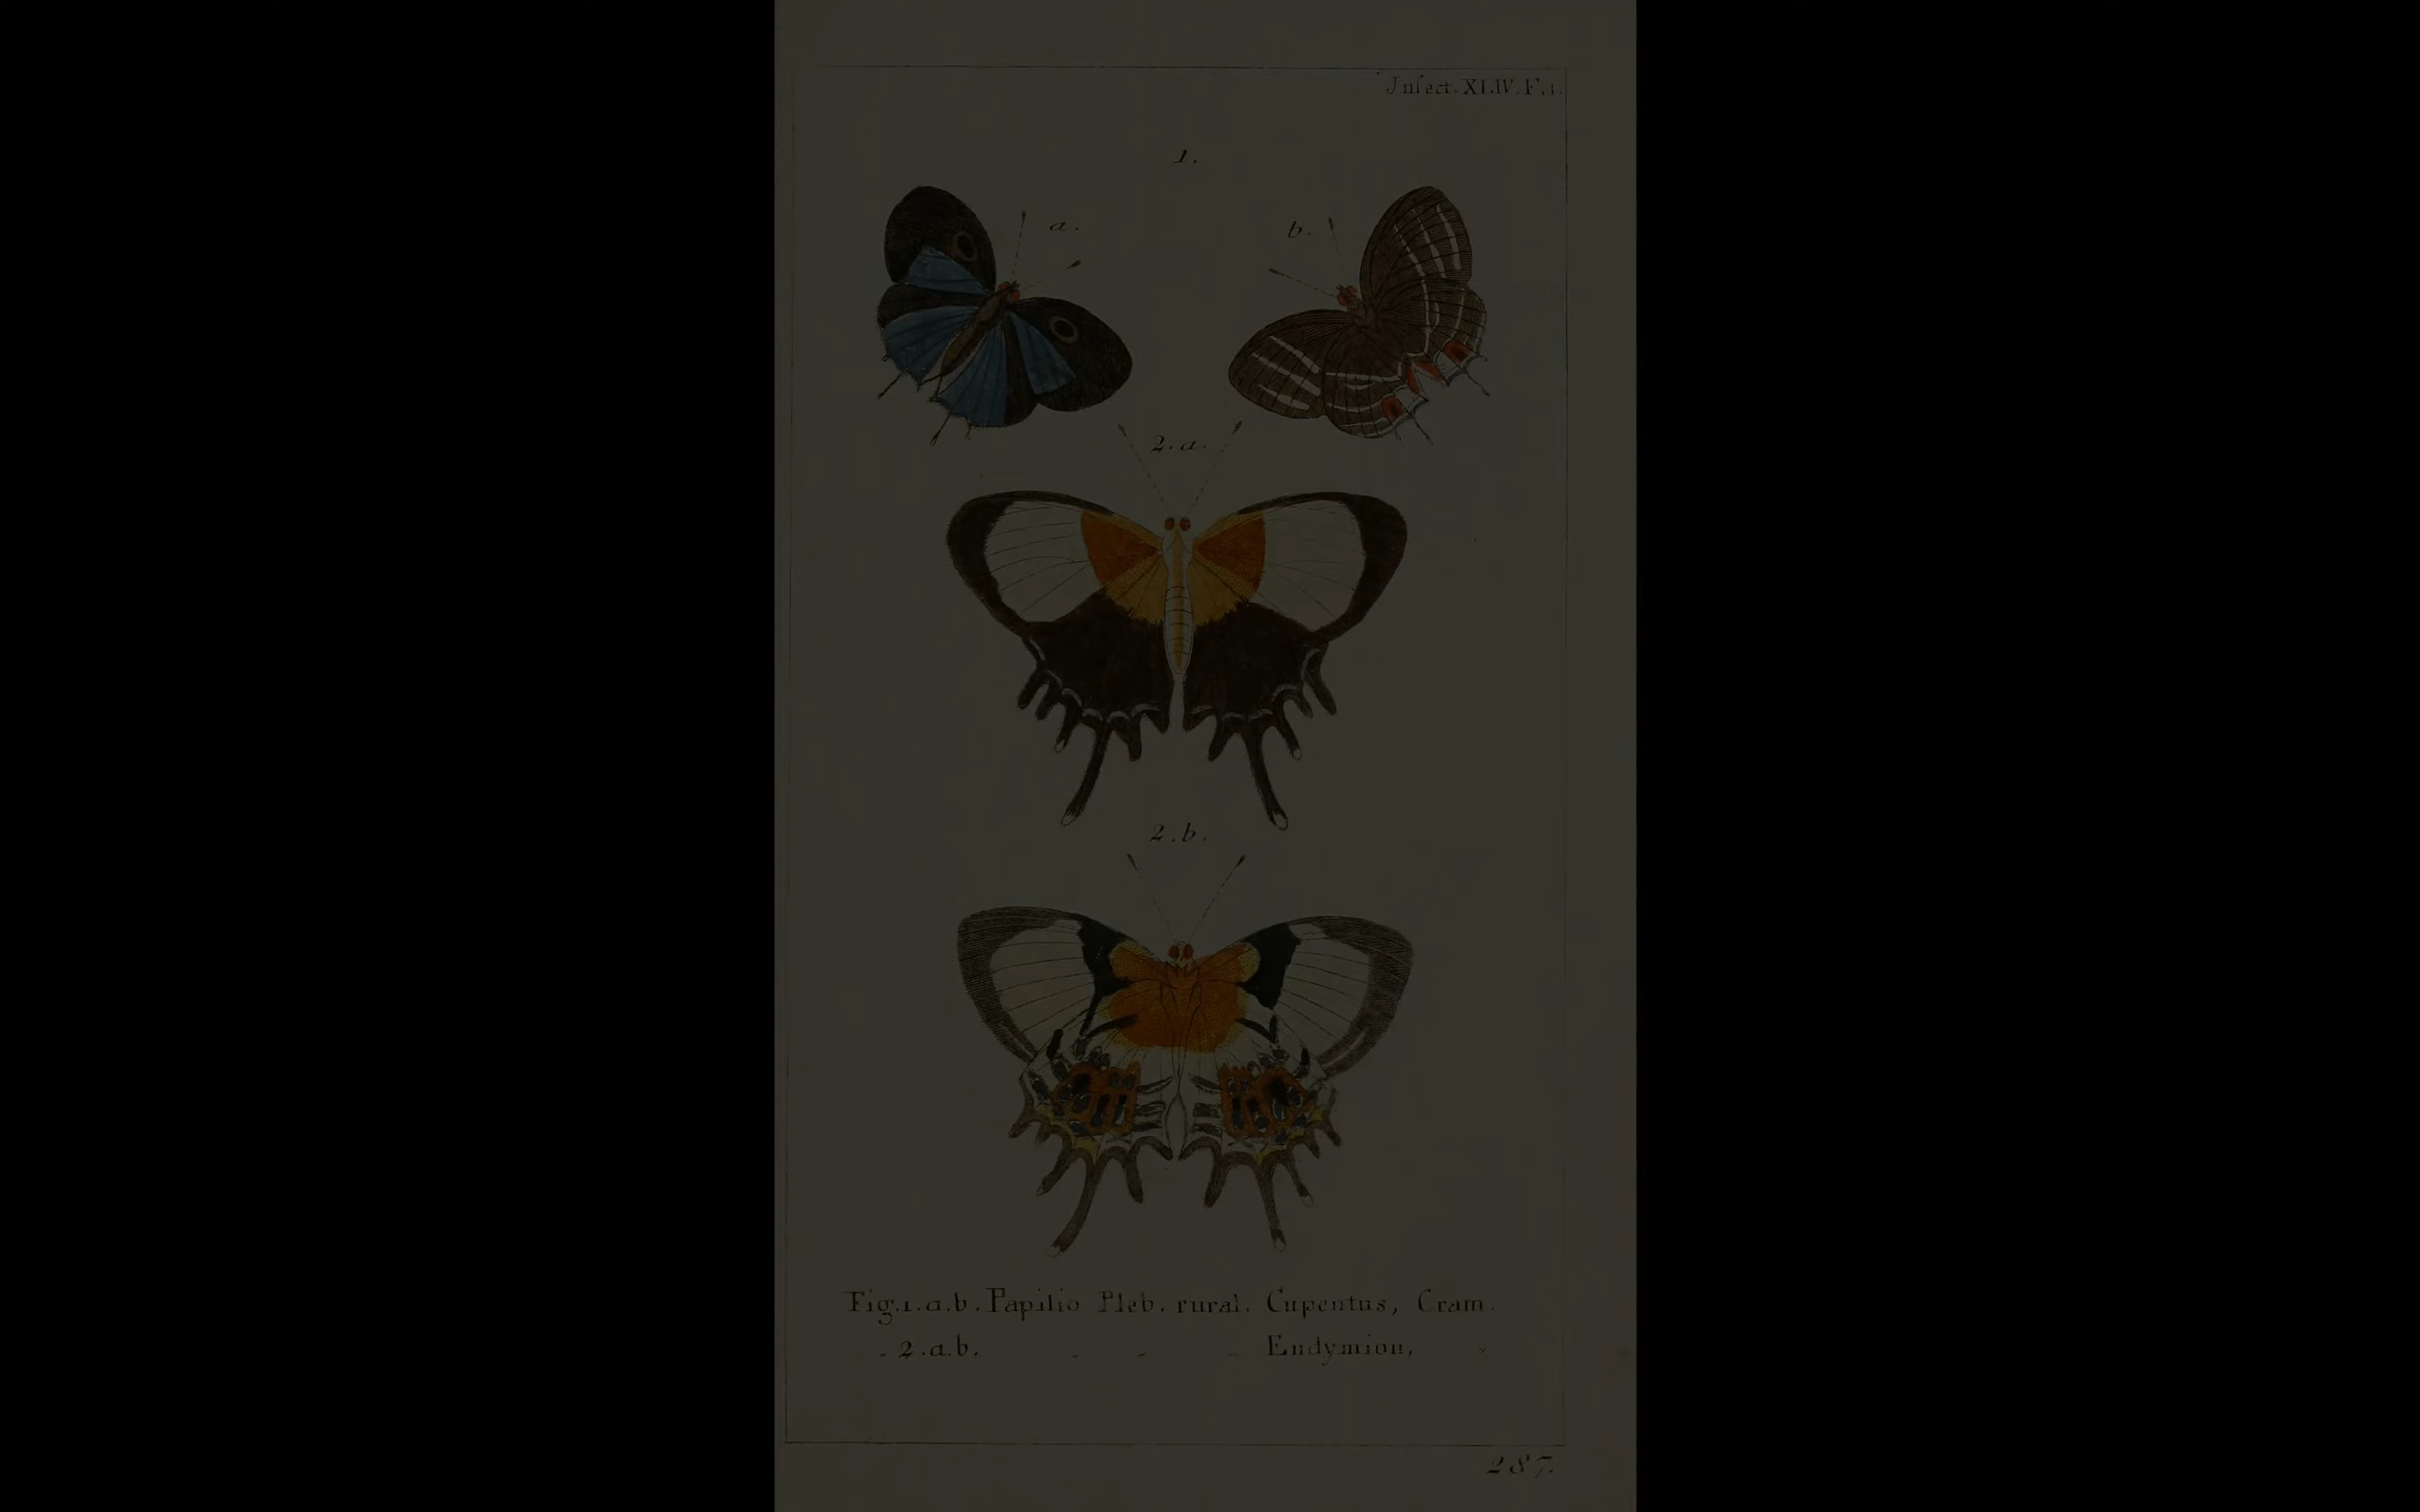 Insect. XLIV. F. 1.
1.
a.
b.
2.a.
2.b.
Fig.1.a.b. Papilio Pleb. rural. Cupentus, Cram.
- 2.a.b. - - - Endymion, -
287.